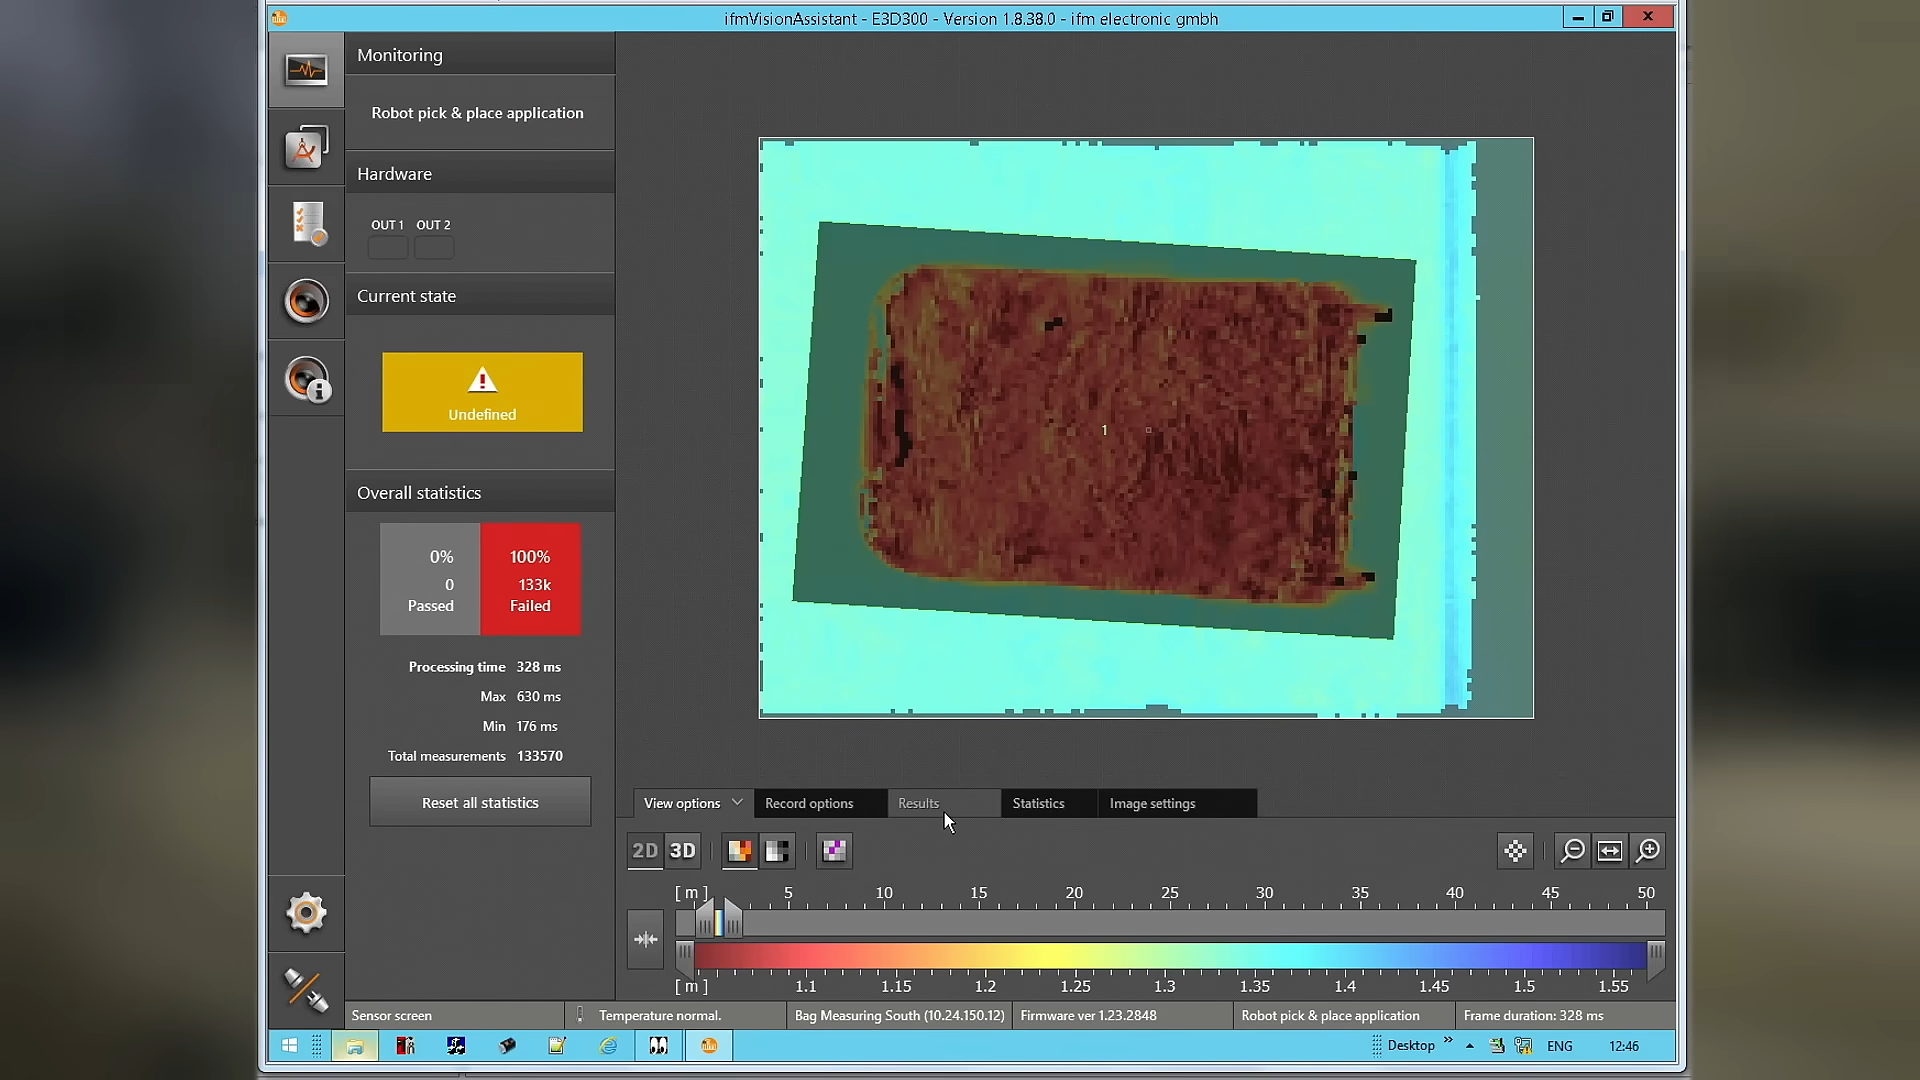 ifmVisionAssistant - E3D300 - Version 1.8.38.0 - ifm electronic gmbh
Monitoring
Robot pick & place application
Hardware
OUT 1 OUT 2
Current state
Undefined
Overall statistics
0% 100%
0 133k
Passed Failed
Processing time 328 ms
Max 630 ms
Min 176 ms
Total measurements 133570
Reset all statistics
1
View options Record options Results Statistics Image settings
2D 3D
[ m ] 5 10 15 20 25 30 35 40 45 50
[ m ] 1.1 1.15 1.2 1.25 1.3 1.35 1.4 1.45 1.5 1.55
Sensor screen Temperature normal. Bag Measuring South (10.24.150.12) Firmware ver 1.23.2848 Robot pick & place application Frame duration: 328 ms
Desktop ENG 12:46